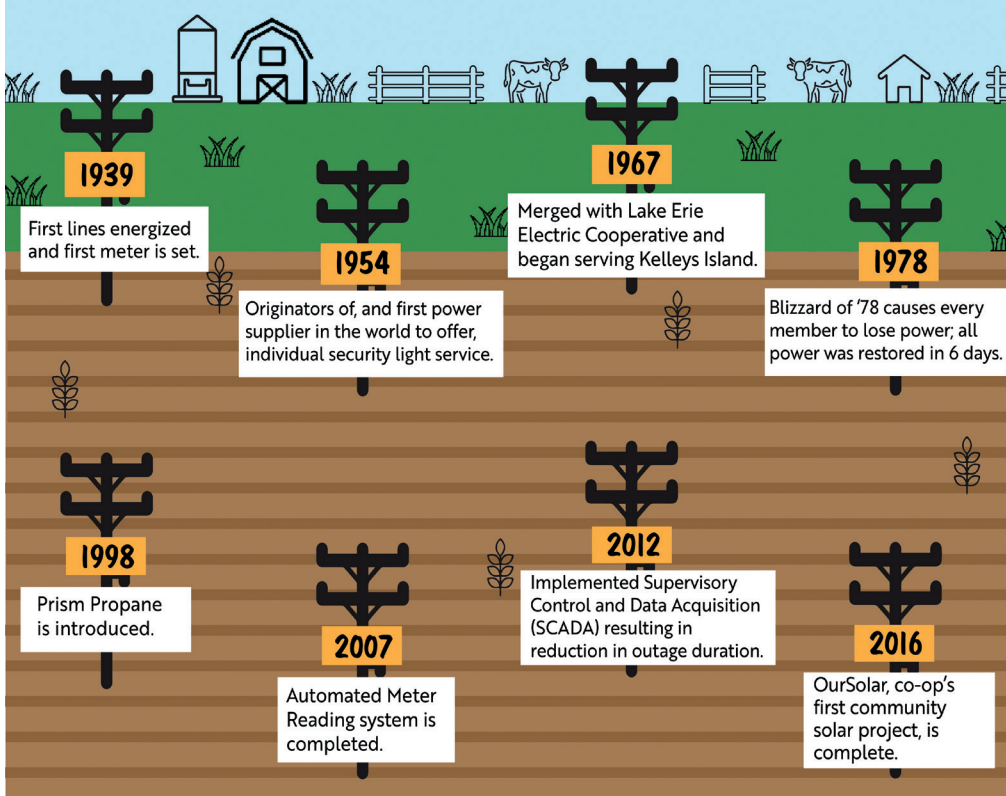 1939
First lines energized
and first meter is set.
1954
Originators of, and first power
supplier in the world to offer,
individual security light service.
1967
Merged with Lake Erie
Electric Cooperative and
began serving Kelleys Island.
1978
Blizzard of ‘78 causes every
member to lose power; all
power was restored in 6 days.
1998
Prism Propane
is introduced.
2007
Automated Meter
Reading system is
completed.
2012
Implemented Supervisory
Control and Data Acquisition
(SCADA) resulting in
reduction in outage duration.
2016
OurSolar, co-op’s
first community
solar project, is
complete.